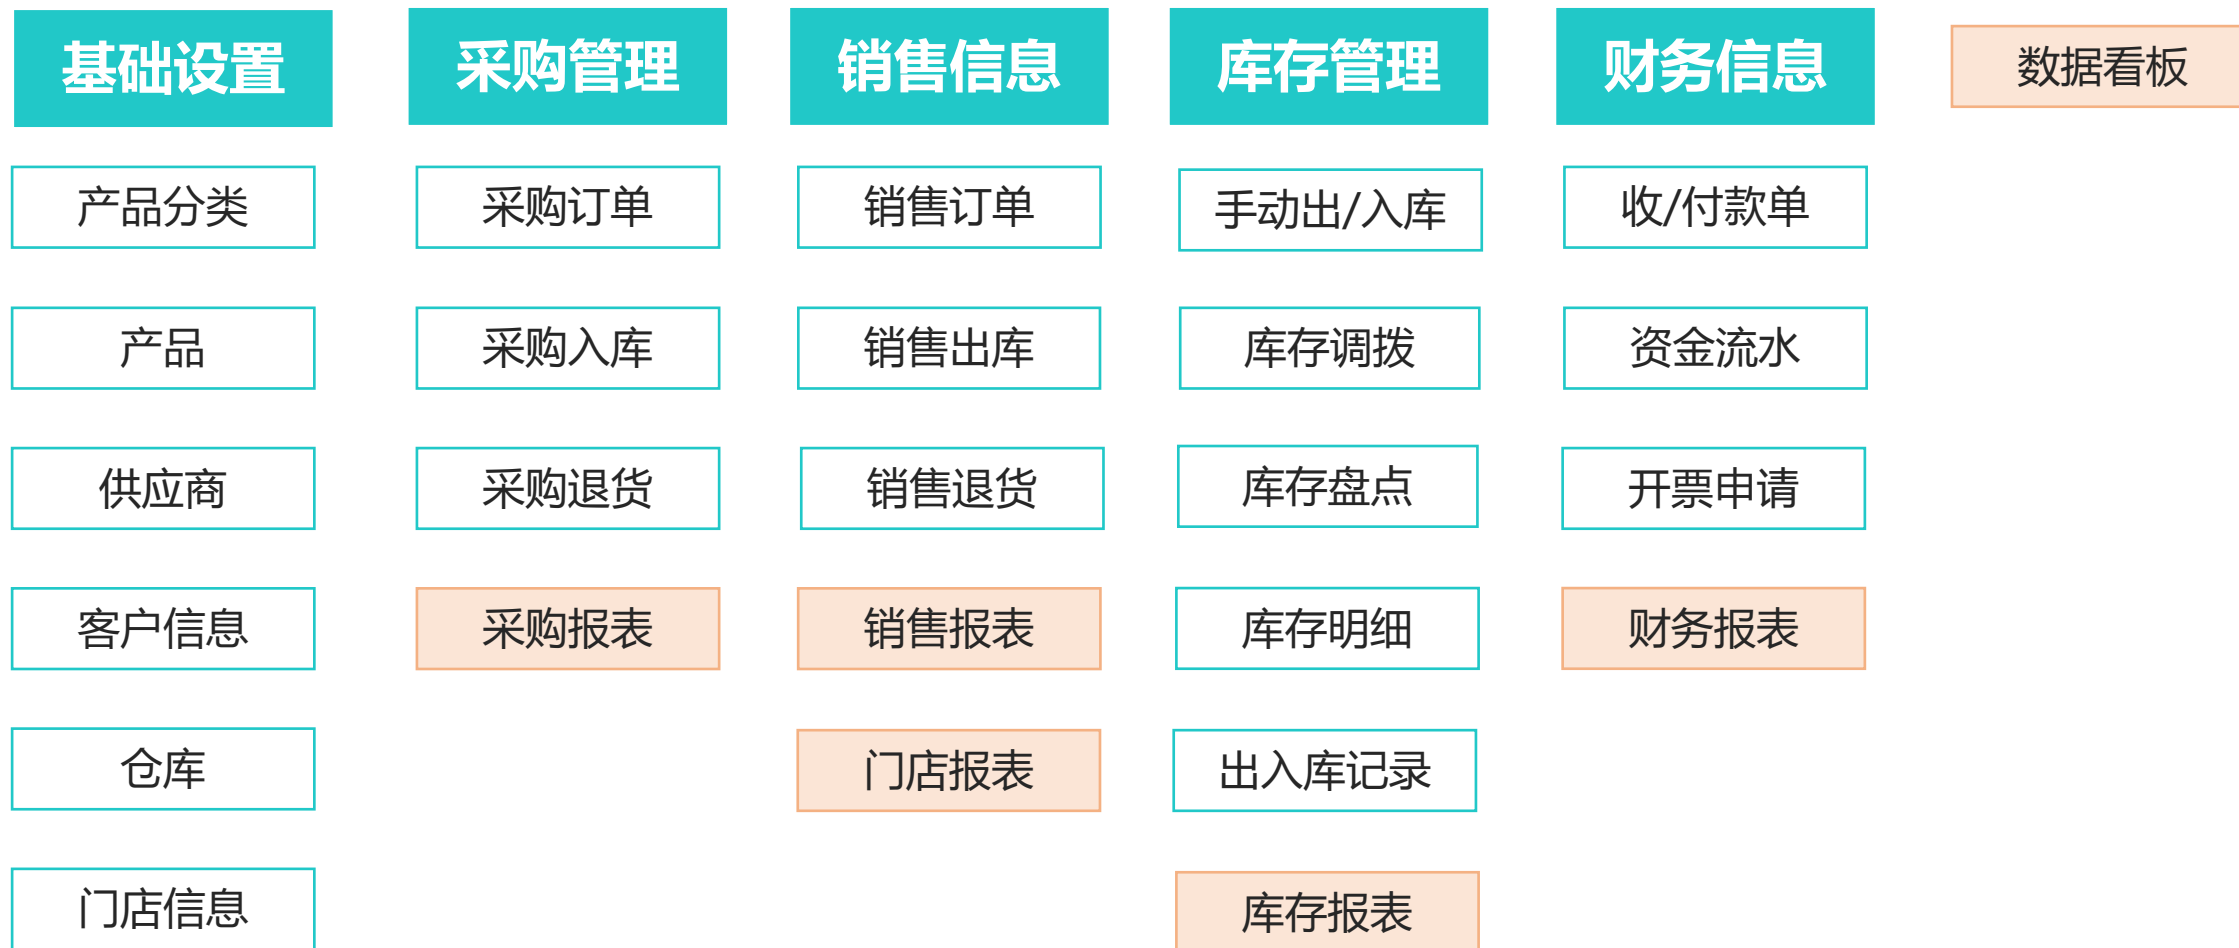 基础设置
采购管理
销售信息
库存管理
财务信息
数据看板
产品分类
采购订单
销售订单
手动出/入库
收/付款单
产品
采购入库
销售出库
库存调拨
资金流水
供应商
采购退货
销售退货
库存盘点
开票申请
客户信息
采购报表
销售报表
库存明细
财务报表
仓库
门店报表
出入库记录
门店信息
库存报表